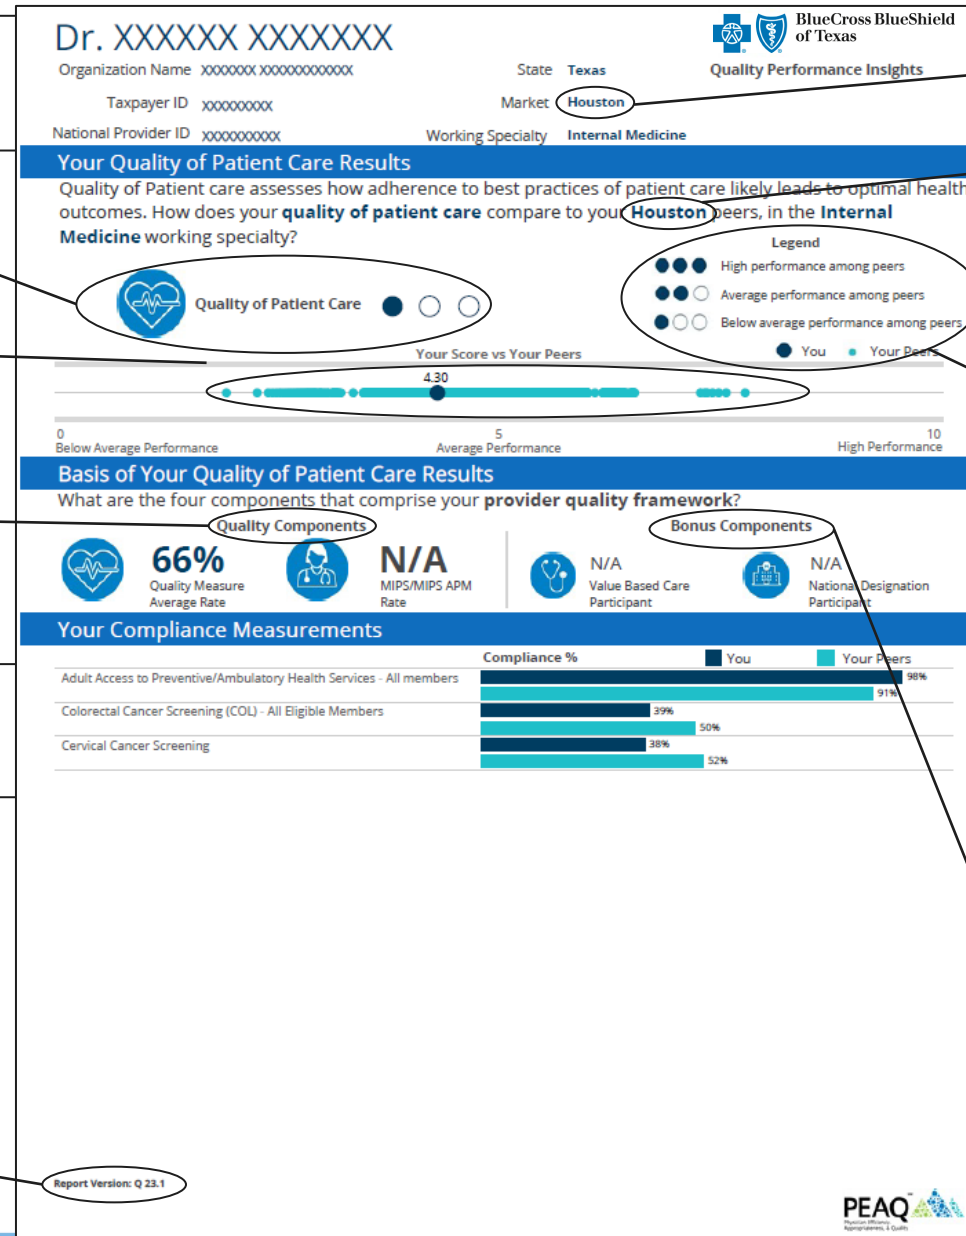 Dr. XXXXXX XXXXXXX
BlueCross BlueShield
of Texas
Organization Name XXXXXXX XXXXXXXXXXXX
State Texas
Quality Performance Insights
Taxpayer ID XXXXXXXXX
Market Houston
National Provider ID XXXXXXXXXX
Working Specialty Internal Medicine
Your Quality of Patient Care Results
Quality of Patient care assesses how adherence to best practices of patient care likely leads to optimal health
outcomes. How does your quality of patient care compare to your Houston peers, in the Internal
Medicine working specialty?
Legend
High performance among peers
Average performance among peers
Below average performance among peers
Quality of Patient Care
You Your Peers
Your Score vs Your Peers
4.30
0 5 10
Below Average Performance Average Performance High Performance
Basis of Your Quality of Patient Care Results
What are the four components that comprise your provider quality framework?
Quality Components Bonus Components
66%
Quality Measure
Average Rate
N/A
MIPS/MIPS APM
Rate
N/A
Value Based Care
Participant
N/A
National Designation
Participant
Your Compliance Measurements
Compliance % You Your Peers
Adult Access to Preventive/Ambulatory Health Services - All members
98%
91%
Colorectal Cancer Screening (COL) - All Eligible Members
39%
50%
Cervical Cancer Screening
38%
52%
Report Version: Q 23.1
PEAQ
Physician Efficiency,
Appropriateness, & Quality